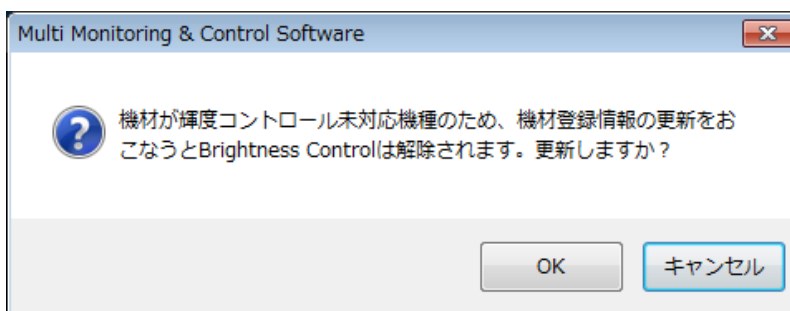 Multi Monitoring & Control Software
機材が輝度コントロール未対応機種のため、機材登録情報の更新をお
こなうとBrightness Controlは解除されます。更新しますか？
OK
キャンセル